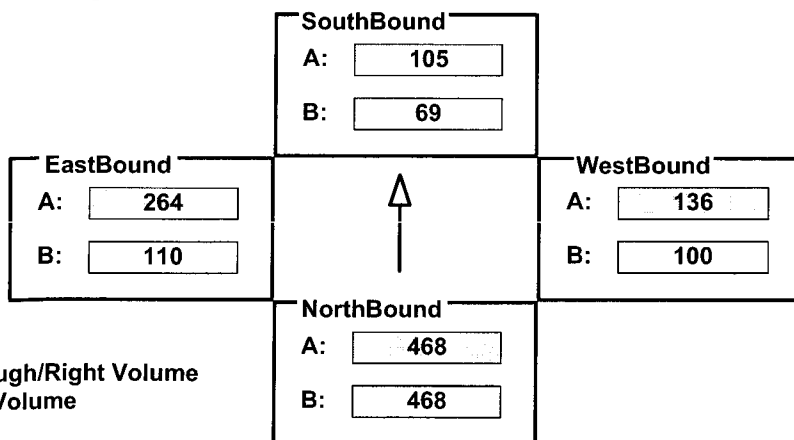 SouthBound
A: 105
B: 69
EastBound
A: 264
B: 110
WestBound
A: 136
B: 100
NorthBound
A: 468
B: 468
ugh/Right Volume
Volume